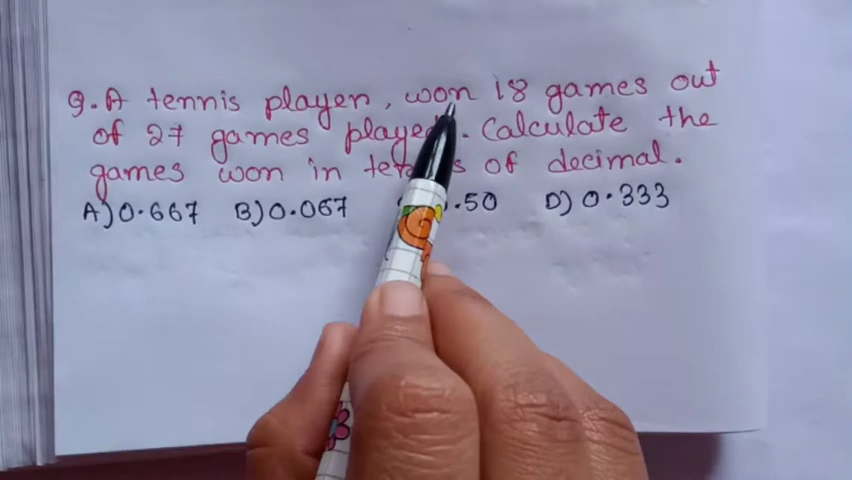 Q. A tennis player, won 18 games out
of 27 games played. Calculate the
games won in terms of decimal.
A) 0.667 B) 0.067 .50 D) 0.333